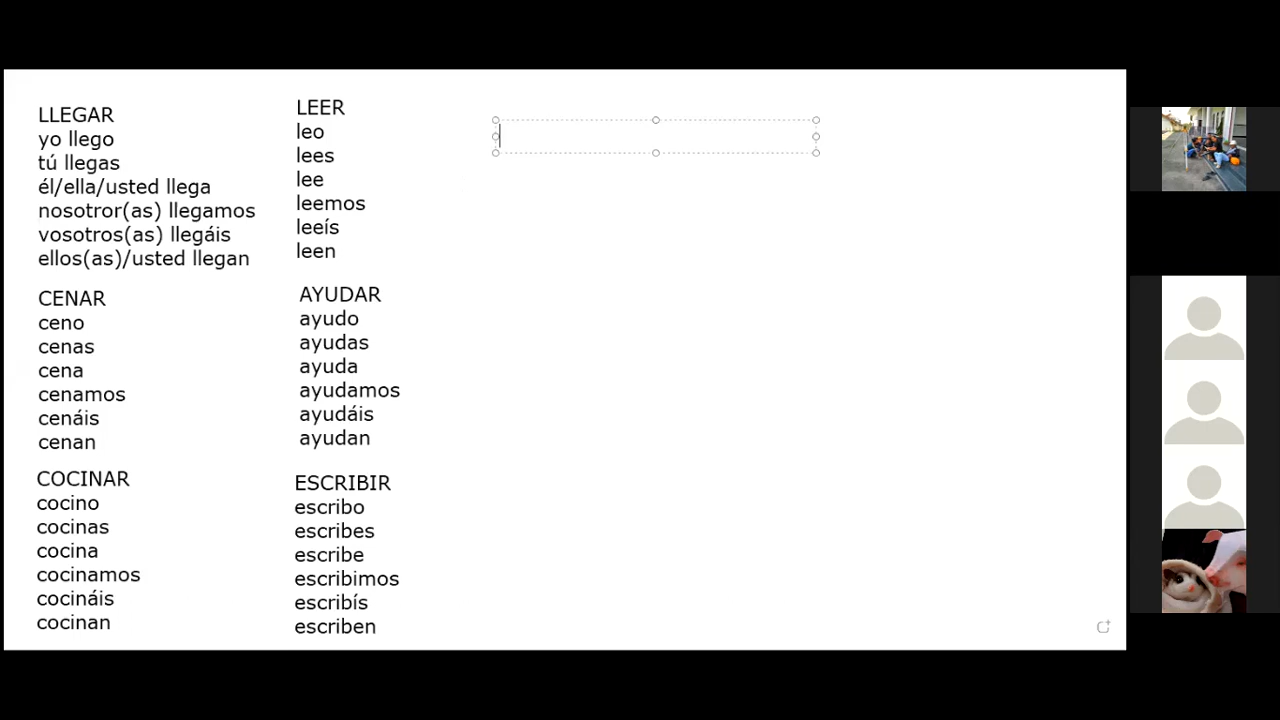 LLEGAR
yo llego
tú llegas
él/ella/usted llega
nosotror(as) llegamos
vosotros(as) llegáis
ellos(as)/usted llegan
CENAR
ceno
cenas
cena
cenamos
cenáis
cenan
COCINAR
cocino
cocinas
cocina
cocinamos
cocináis
cocinan
LEER
leo
lees
lee
leemos
leeís
leen
AYUDAR
ayudo
ayudas
ayuda
ayudamos
ayudáis
ayudan
ESCRIBIR
escribo
escribes
escribe
escribimos
escribís
escriben